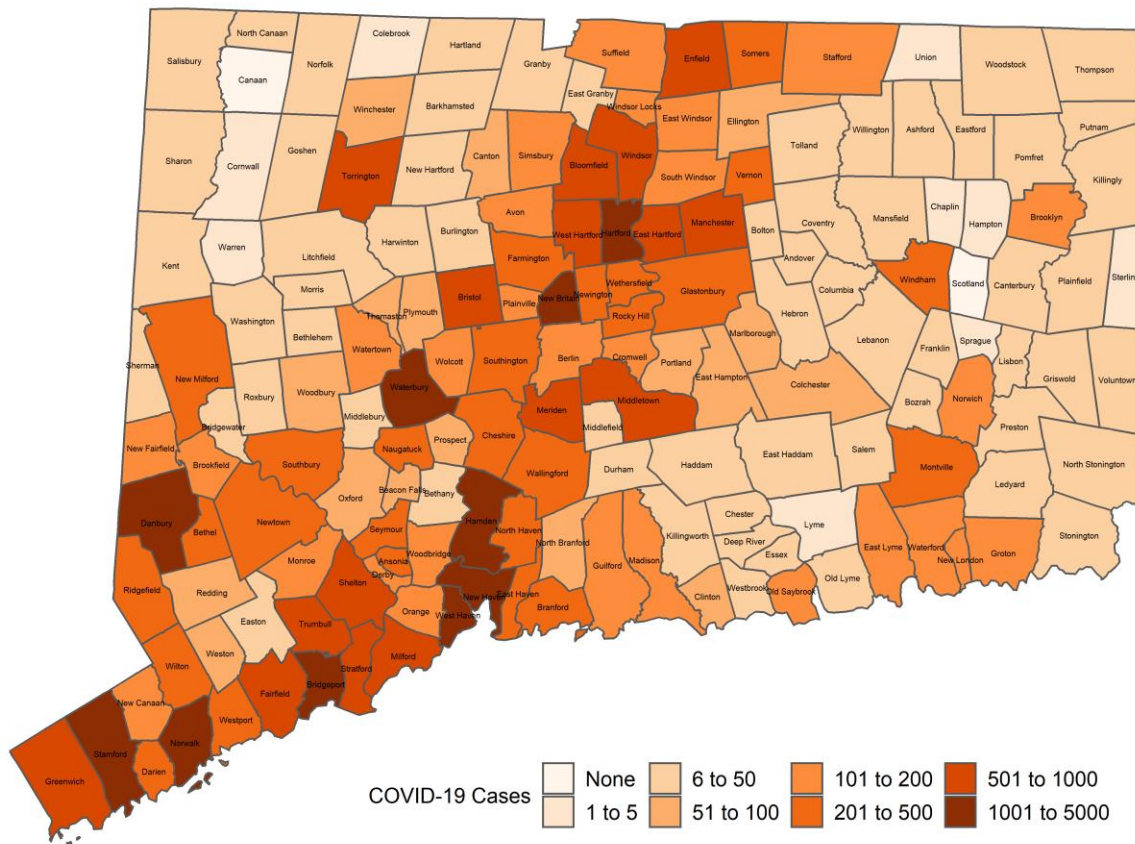 North Canaan
Colebrook
Hartland
Salisbury
Canaan
Norfolk
Granby
Suffield
Enfield
Somers
Stafford
Union
Woodstock
Thompson
East Granby
Winchester
Barkhamsted
Windsor Locks
East Windsor
Ellington
Willington
Ashford
Eastford
Putnam
Sharon
Cornwall
Goshen
Torrington
New Hartford
Canton
Simsbury
Bloomfield
Windsor
South Windsor
Vernon
Tolland
Pomfret
Killingly
Avon
West Hartford
Hartford
East Hartford
Manchester
Bolton
Coventry
Mansfield
Chaplin
Hampton
Brooklyn
Kent
Warren
Litchfield
Harwinton
Burlington
Farmington
Andover
Columbia
Windham
Scotland
Canterbury
Plainfield
Sterlin
Morris
Washington
Bethlehem
Thomaston
Plymouth
Bristol
Plainville
New Britain
Newington
Wethersfield
Rocky Hill
Glastonbury
Hebron
Lebanon
Franklin
Sprague
Lisbon
Griswold
Voluntown
Sherman
New Milford
Roxbury
Woodbury
Watertown
Waterbury
Wolcott
Southington
Berlin
Cromwell
Portland
Marlborough
East Hampton
Colchester
Bozrah
Norwich
Preston
Bridgewater
Middlebury
Meriden
Middletown
Middlefield
New Fairfield
Brookfield
Southbury
Naugatuck
Prospect
Cheshire
Wallingford
Durham
Haddam
East Haddam
Salem
Montville
Ledyard
North Stonington
Danbury
Bethel
Newtown
Oxford
Beacon Falls
Bethany
Hamden
North Haven
North Branford
Guilford
Madison
Killingworth
Chester
Deep River
Essex
Lyme
East Lyme
Waterford
New London
Groton
Stonington
Seymour
Ansonia
Derby
Woodbridge
Monroe
Ridgefield
Redding
Easton
Shelton
Orange
New Haven
West Haven
East Haven
Branford
Clinton
Westbrook
Old Saybrook
Old Lyme
Wilton
Weston
Trumbull
Stratford
Milford
Fairfield
Bridgeport
New Canaan
Westport
Norwalk
Darien
Stamford
Greenwich
COVID-19 Cases
None
6 to 50
101 to 200
501 to 1000
1 to 5
51 to 100
201 to 500
1001 to 5000